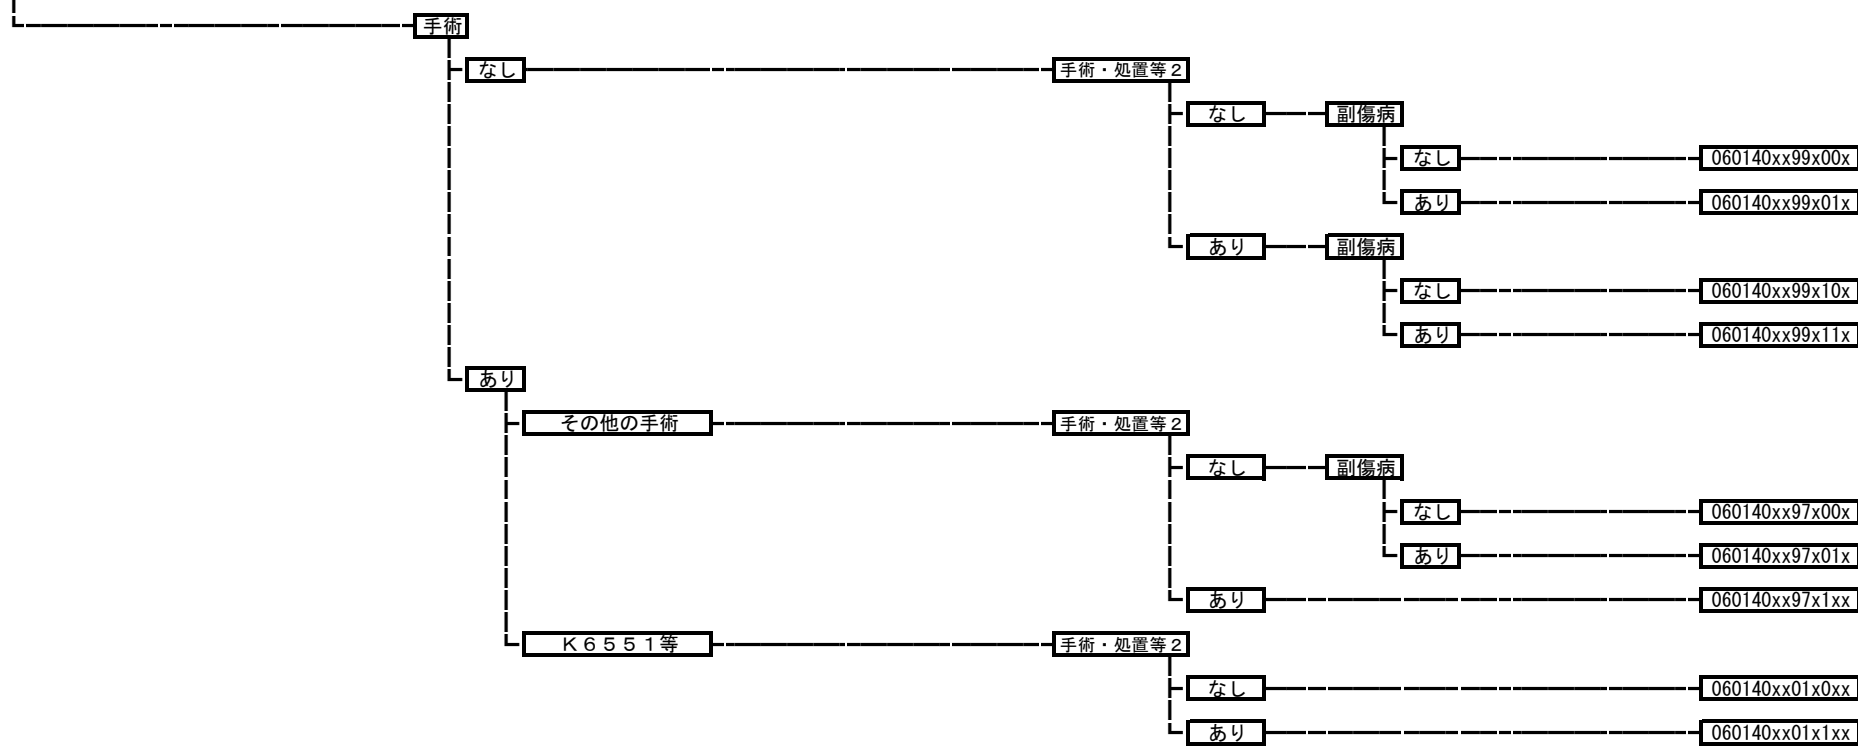 手術
なし 手術・処置等２
なし 副傷病
なし 060140xx99x00x
あり 060140xx99x01x
あり 副傷病
なし 060140xx99x10x
あり 060140xx99x11x
あり
その他の手術 手術・処置等２
なし 副傷病
なし 060140xx97x00x
あり 060140xx97x01x
あり 060140xx97x1xx
Ｋ６５５１等 手術・処置等２
なし 060140xx01x0xx
あり 060140xx01x1xx